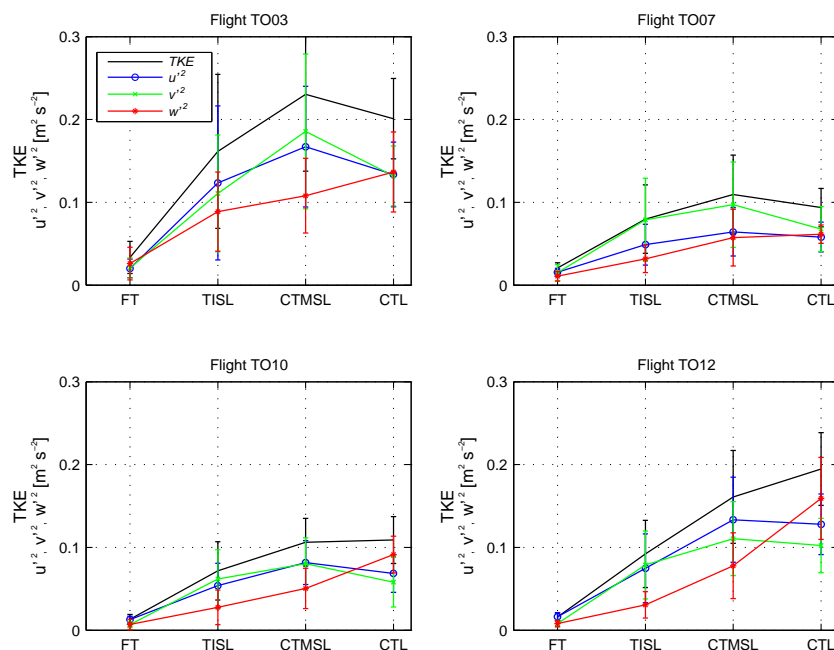 Flight TO03
Flight TO07
0.3
0.2
0.1
0
TKE
u'², v'², w'² [m² s⁻²]
TKE
u'²
v'²
w'²
FT
TISL
CTMSL
CTL
0.3
0.2
0.1
0
TKE
u'², v'², w'² [m² s⁻²]
FT
TISL
CTMSL
CTL
Flight TO10
Flight TO12
0.3
0.2
0.1
0
TKE
u'², v'², w'² [m² s⁻²]
FT
TISL
CTMSL
CTL
0.3
0.2
0.1
0
TKE
u'², v'², w'² [m² s⁻²]
FT
TISL
CTMSL
CTL